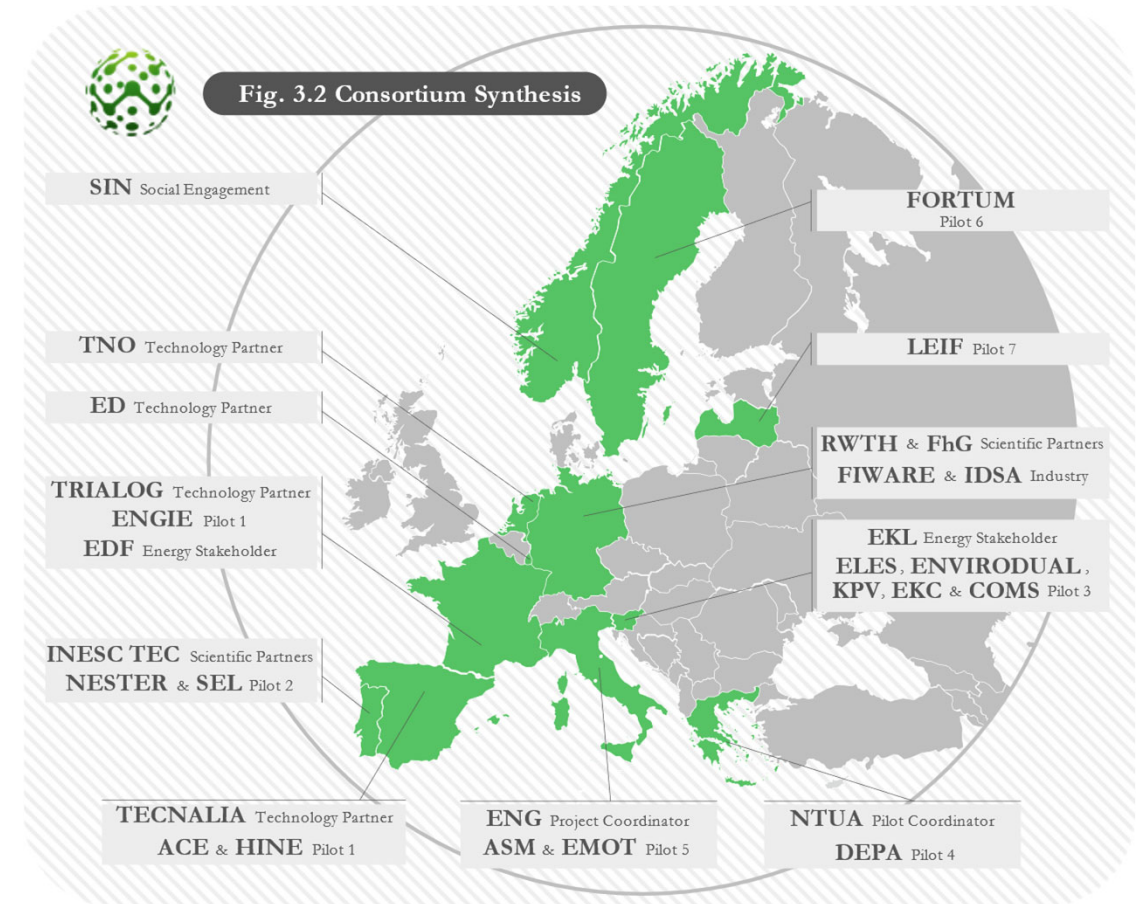 Fig. 3.2 Consortium Synthesis
SIN Social Engagement
FORTUM
Pilot 6
TNO Technology Partner
LEIF Pilot 7
ED Technology Partner
RWTH & FhG Scientific Partners
FIWARE & IDSA Industry
TRIALOG Technology Partner
ENGIE Pilot 1
EDF Energy Stakeholder
EKL Energy Stakeholder
ELES, ENVIRODUAL,
KPV, EKC & COMS Pilot 3
INESC TEC Scientific Partners
NESTER & SEL Pilot 2
TECNALIA Technology Partner
ACE & HINE Pilot 1
ENG Project Coordinator
ASM & EMOT Pilot 5
NTUA Pilot Coordinator
DEPA Pilot 4